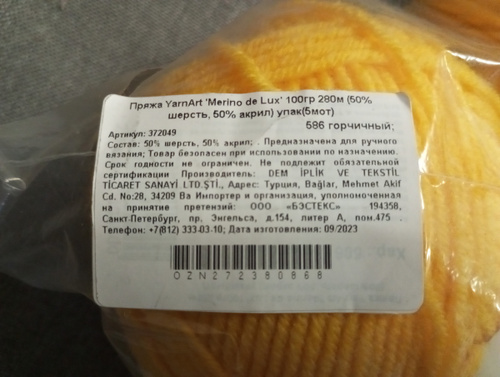 Пряжа YarnArt 'Merino de Lux' 100гр 280м (50%
шерсть, 50% акрил) упак(5мот)
586 горчичный;
Артикул: 372049
Состав: 50% шерсть, 50% акрил; . Предназначена для ручного
вязания; Товар безопасен при использовании по назначению.
Срок годности не ограничен. Не подлежит обязательной
сертификации Производитель: DEM İPLİK VE TEKSTİL
TİCARET SANAYİ LTD.ŞTİ., Адрес: Турция, Bağlar, Mehmet Akif
Cd. No:28, 34209 Ba Импортер и организация, уполномоченная
на принятие претензий: ООО «БЭСТЕКС» 194358,
Санкт-Петербург, пр. Энгельса, д.154, литер А, пом.475 .
Телефон: +7(812) 333-03-10; Дата изготовления: 09/2023
OZN272380868